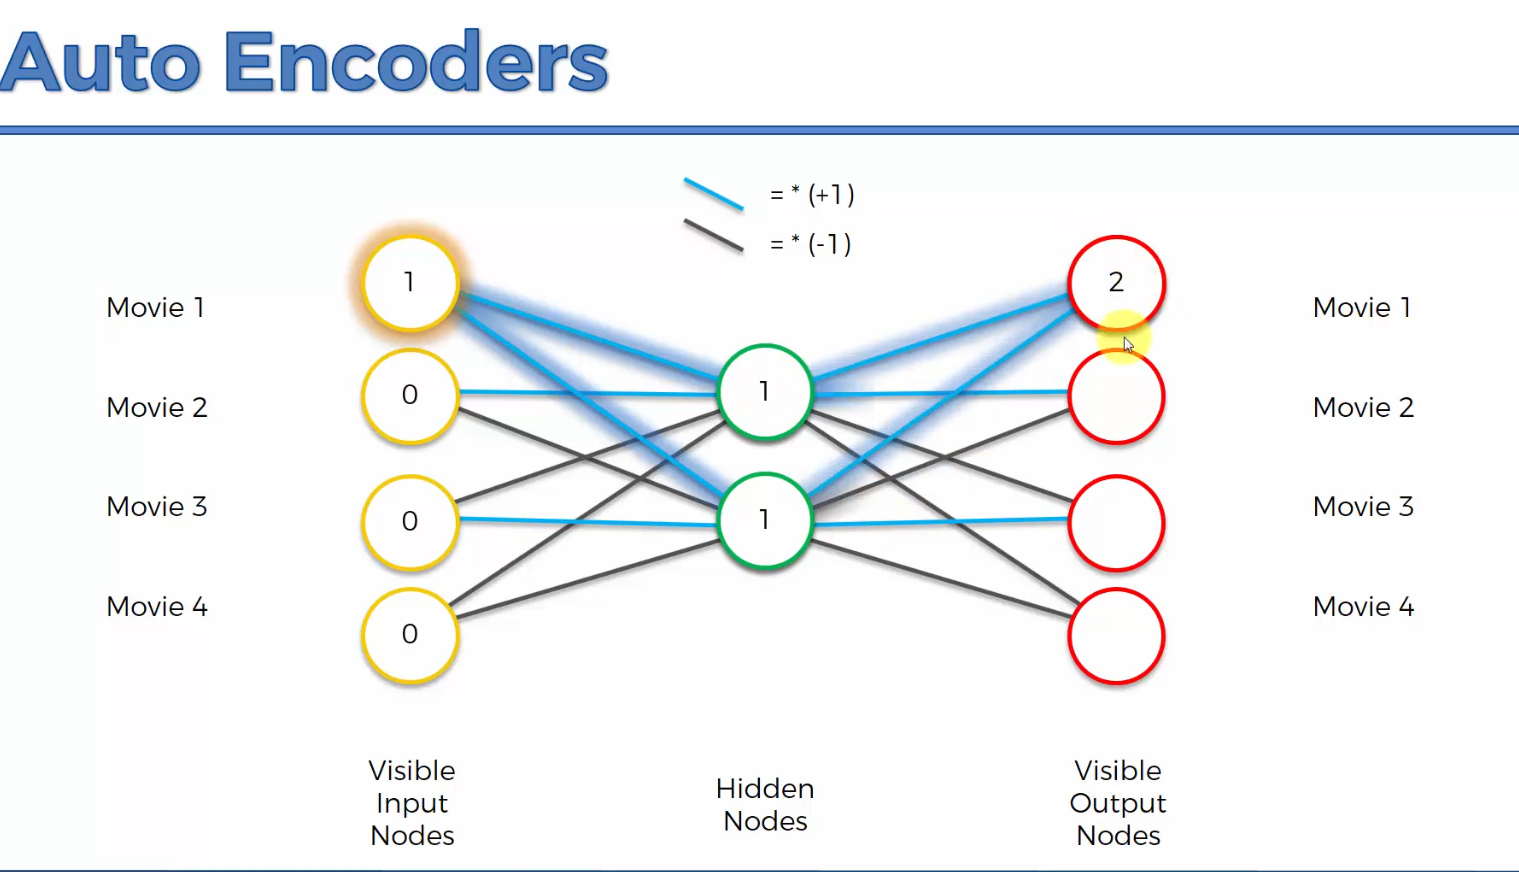 Auto Encoders
= * (+1)
= * (-1)
1
2
Movie 1
Movie 1
0
1
Movie 2
Movie 2
0
1
Movie 3
Movie 3
0
Movie 4
Movie 4
Visible
Input
Nodes
Hidden
Nodes
Visible
Output
Nodes